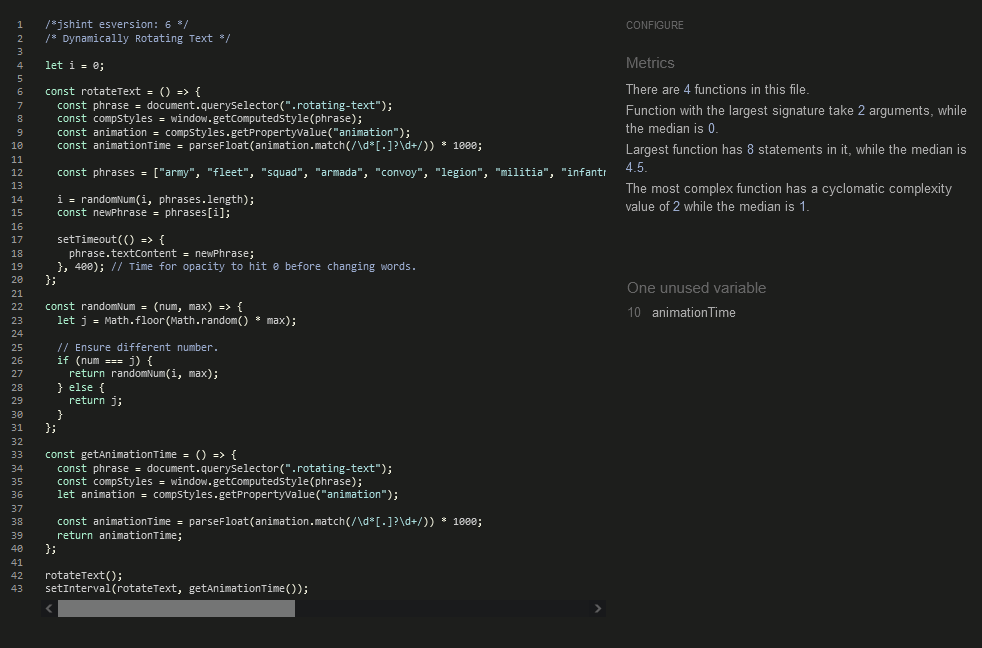 1 /*jshint esversion: 6 */
2 /* Dynamically Rotating Text */
3
4 let i = 0;
5
6 const rotateText = () => {
7 const phrase = document.querySelector(".rotating-text");
8 const compStyles = window.getComputedStyle(phrase);
9 const animation = compStyles.getPropertyValue("animation");
10 const animationTime = parseFloat(animation.match(/\d*[.]?\d+/)) * 1000;
11
12 const phrases = ["army", "fleet", "squad", "armada", "convoy", "legion", "militia", "infantr
13
14 i = randomNum(i, phrases.length);
15 const newPhrase = phrases[i];
16
17 setTimeout(() => {
18 phrase.textContent = newPhrase;
19 }, 400); // Time for opacity to hit 0 before changing words.
20 };
21
22 const randomNum = (num, max) => {
23 let j = Math.floor(Math.random() * max);
24
25 // Ensure different number.
26 if (num === j) {
27 return randomNum(i, max);
28 } else {
29 return j;
30 }
31 };
32
33 const getAnimationTime = () => {
34 const phrase = document.querySelector(".rotating-text");
35 const compStyles = window.getComputedStyle(phrase);
36 let animation = compStyles.getPropertyValue("animation");
37
38 const animationTime = parseFloat(animation.match(/\d*[.]?\d+/)) * 1000;
39 return animationTime;
40 };
41
42 rotateText();
43 setInterval(rotateText, getAnimationTime());
CONFIGURE
Metrics
There are 4 functions in this file.
Function with the largest signature take 2 arguments, while
the median is 0.
Largest function has 8 statements in it, while the median is
4.5.
The most complex function has a cyclomatic complexity
value of 2 while the median is 1.
One unused variable
10 animationTime